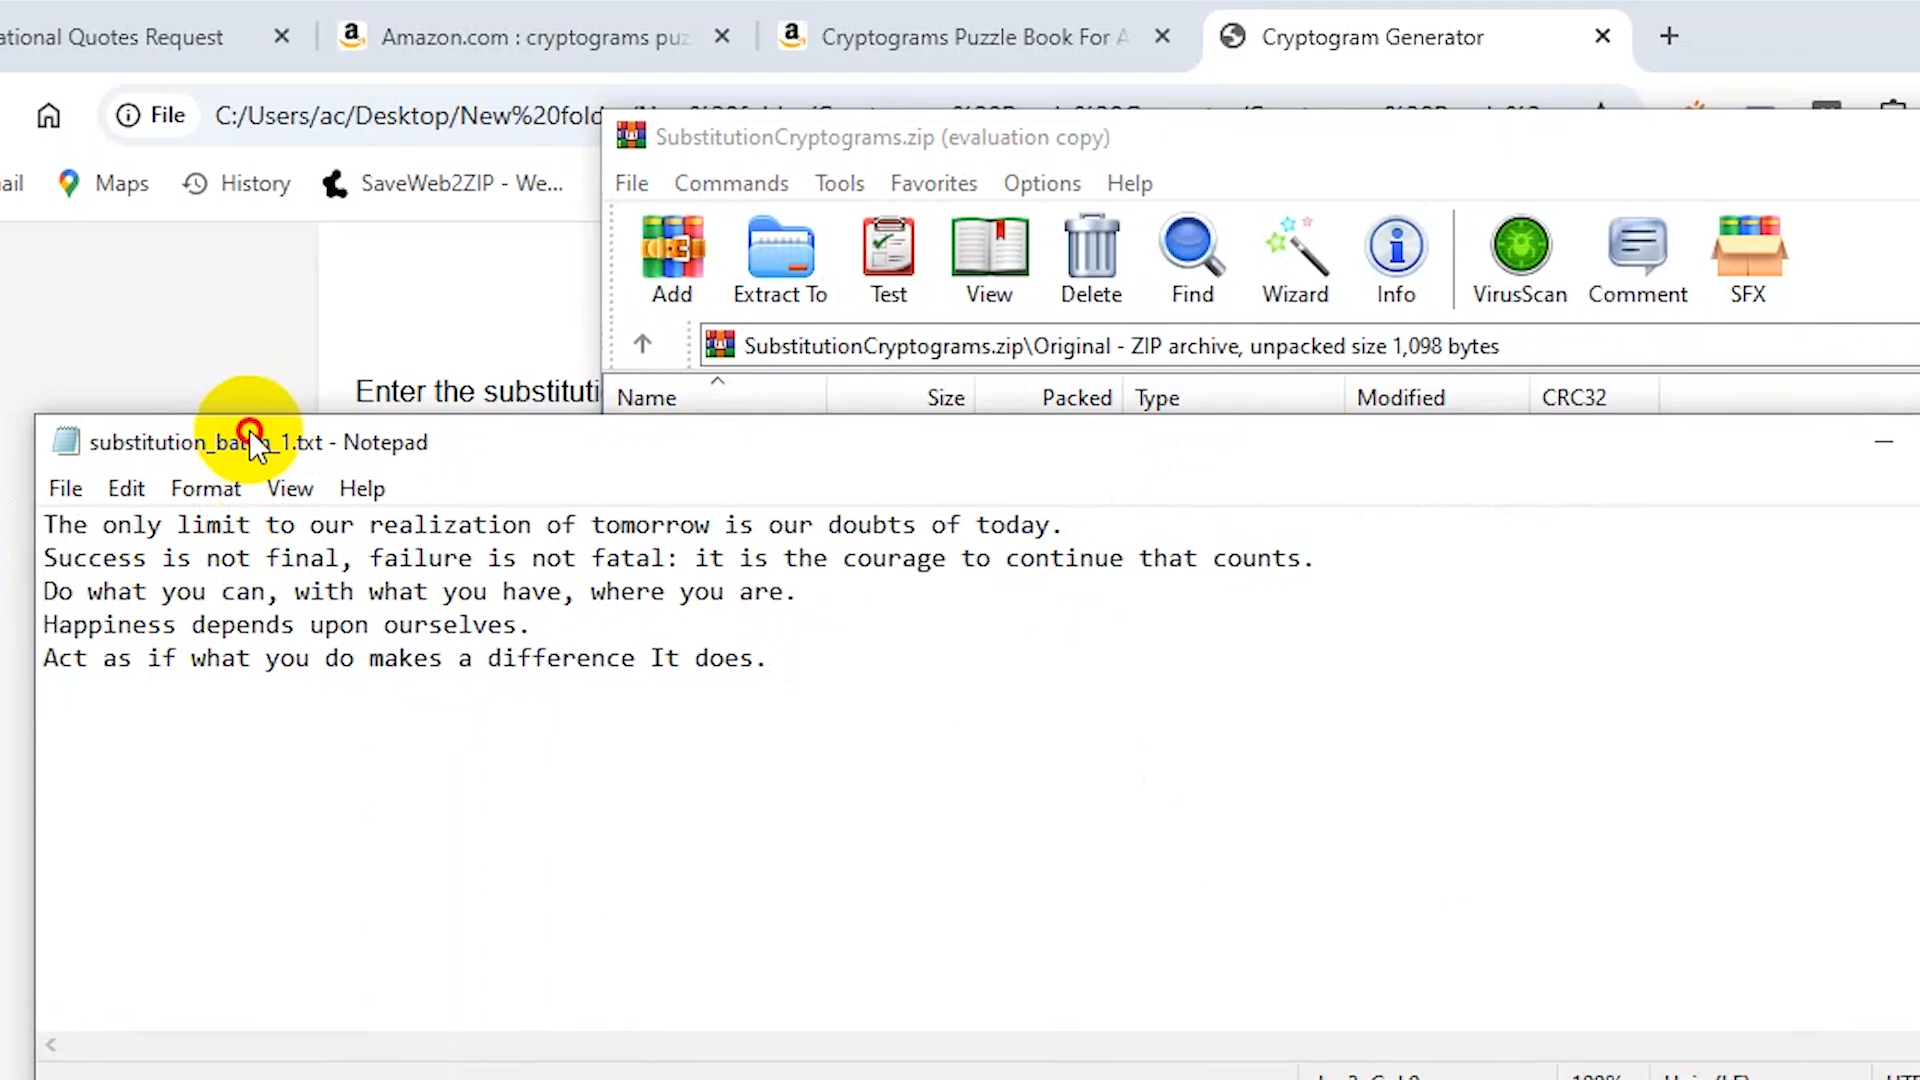 ational Quotes Request
Amazon.com : cryptograms puz
Cryptograms Puzzle Book For A
Cryptogram Generator
File
C:/Users/ac/Desktop/New%20fold
ail
Maps
History
SaveWeb2ZIP - We...
SubstitutionCryptograms.zip (evaluation copy)
File Commands Tools Favorites Options Help
Add
Extract To
Test
View
Delete
Find
Wizard
Info
VirusScan
Comment
SFX
SubstitutionCryptograms.zip\Original - ZIP archive, unpacked size 1,098 bytes
Enter the substituti
Name Size Packed Type Modified CRC32
substitution_batch_1.txt - Notepad
File Edit Format View Help
The only limit to our realization of tomorrow is our doubts of today.
Success is not final, failure is not fatal: it is the courage to continue that counts.
Do what you can, with what you have, where you are.
Happiness depends upon ourselves.
Act as if what you do makes a difference It does.